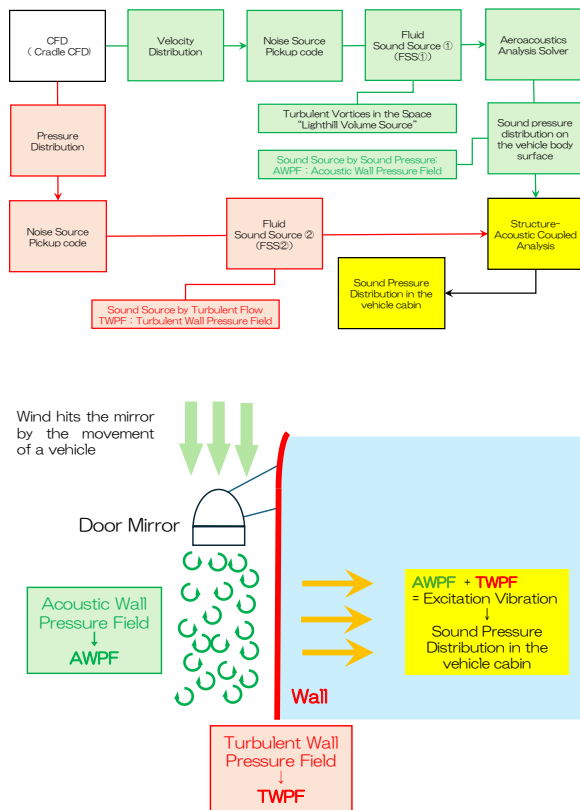 CFD
( Cradle CFD)
Velocity
Distribution
Noise Source
Pickup code
Fluid
Sound Source ①
(FSS①)
Aeroacoustics
Analysis Solver
Turbulent Vortices in the Space
"Lighthill Volume Source"
Pressure
Distribution
Sound pressure
distribution on
the vehicle body
surface
Sound Source by Sound Pressure:
AWPF : Acoustic Wall Pressure Field
Noise Source
Pickup code
Fluid
Sound Source ②
(FSS②)
Structure-
Acoustic Coupled
Analysis
Sound Pressure
Distribution in the
vehicle cabin
Sound Source by Turbulent Flow
TWPF : Turbulent Wall Pressure Field
Wind hits the mirror
by the movement
of a vehicle
Door Mirror
Acoustic Wall
Pressure Field
↓
AWPF
AWPF + TWPF
= Excitation Vibration
↓
Sound Pressure
Distribution in the
vehicle cabin
Wall
Turbulent Wall
Pressure Field
↓
TWPF